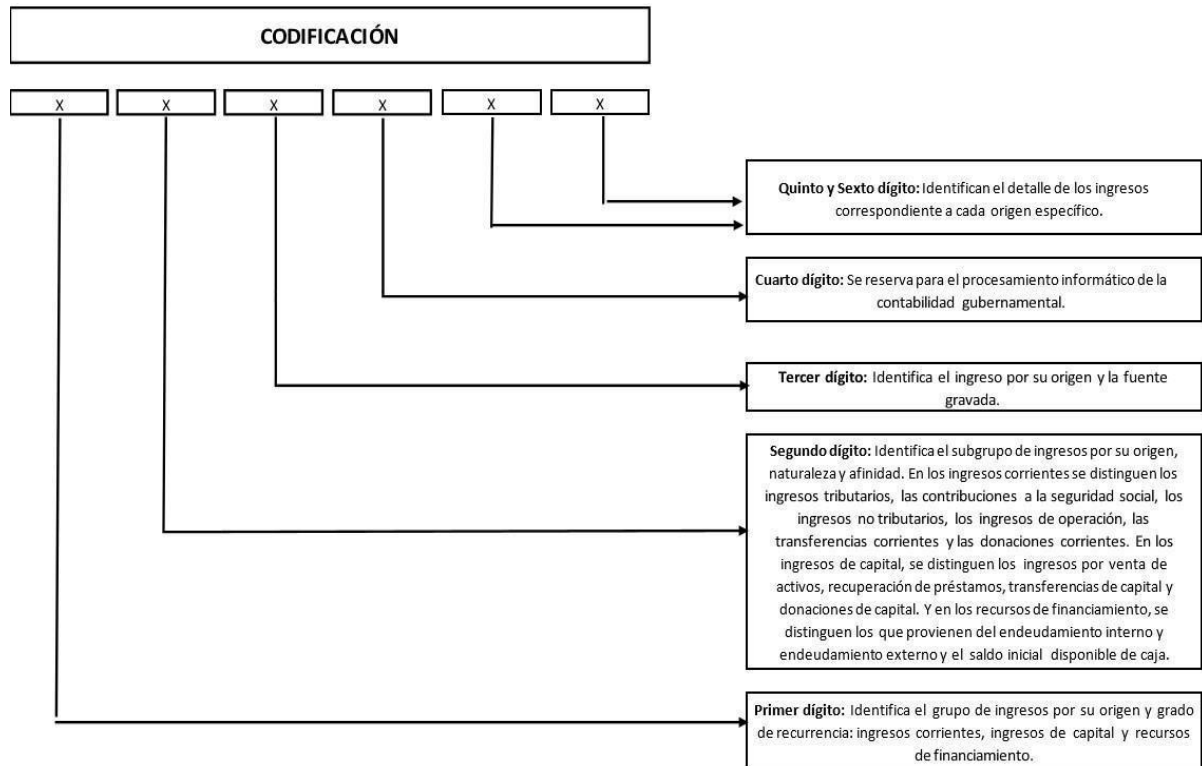 CODIFICACIÓN
X X X X X X
Quinto y Sexto dígito: Identifican el detalle de los ingresos
correspondiente a cada origen específico.
Cuarto dígito: Se reserva para el procesamiento informático de la
contabilidad gubernamental.
Tercer dígito: Identifica el ingreso por su origen y la fuente
gravada.
Segundo dígito: Identifica el subgrupo de ingresos por su origen,
naturaleza y afinidad. En los ingresos corrientes se distinguen los
ingresos tributarios, las contribuciones a la seguridad social, los
ingresos no tributarios, los ingresos de operación, las
transferencias corrientes y las donaciones corrientes. En los
ingresos de capital, se distinguen los ingresos por venta de
activos, recuperación de préstamos, transferencias de capital y
donaciones de capital. Y en los recursos de financiamiento, se
distinguen los que provienen del endeudamiento interno y
endeudamiento externo y el saldo inicial disponible de caja.
Primer dígito: Identifica el grupo de ingresos por su origen y grado
de recurrencia: ingresos corrientes, ingresos de capital y recursos
de financiamiento.